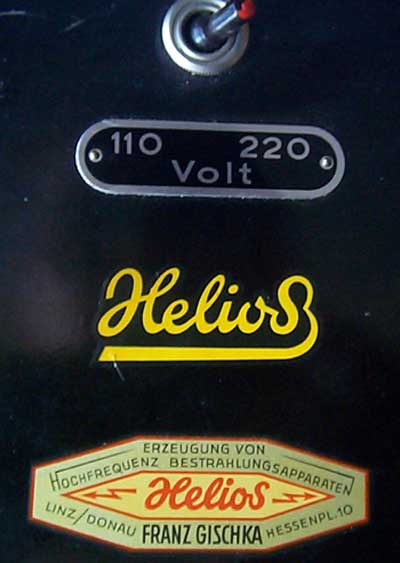 110 220
Volt
Helios
ERZEUGUNG VON
HOCHFREQUENZ BESTRAHLUNGSAPPARATEN
Helios
LINZ/DONAU FRANZ GISCHKA HESSENPL.10